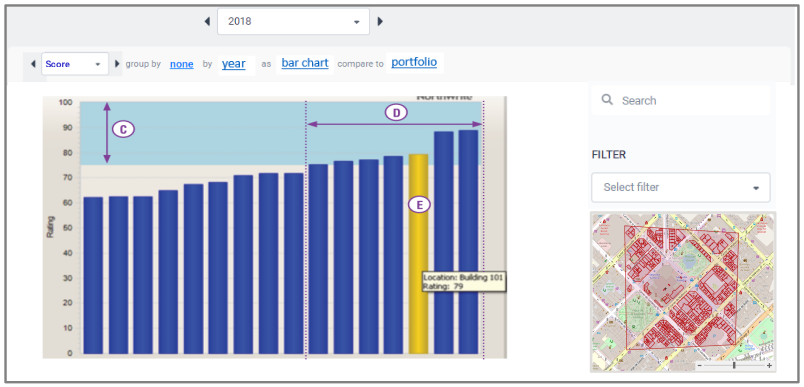 2018
Score group by none by year as bar chart compare to portfolio
Northwrite
100
90
80
70
60
50
40
30
20
10
0
Rating
C
D
E
Location: Building 101
Rating: 79
Search
FILTER
Select filter